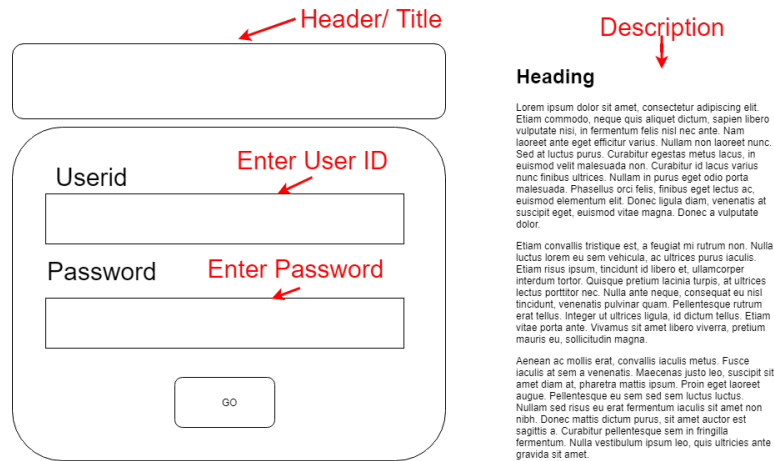 Header/ Title
Userid
Enter User ID
Password
Enter Password
GO
Description
Heading
Lorem ipsum dolor sit amet, consectetur adipiscing elit.
Etiam commodo, neque quis aliquet dictum, sapien libero
vulputate nisi, in fermentum felis nisl nec ante. Nam
laoreet ante eget efficitur varius. Nullam non laoreet nunc.
Sed at luctus purus. Curabitur egestas metus lacus, in
euismod velit malesuada non. Curabitur id lacus varius
nunc finibus ultrices. Nullam in purus eget odio porta
malesuada. Phasellus orci felis, finibus eget lectus ac,
euismod elementum elit. Donec ligula diam, venenatis at
suscipit eget, euismod vitae magna. Donec a vulputate
dolor.
Etiam convallis tristique est, a feugiat mi rutrum non. Nulla
luctus lorem eu sem vehicula, ac ultrices purus iaculis.
Etiam risus ipsum, tincidunt id libero et, ullamcorper
interdum tortor. Quisque pretium lacinia turpis, at ultrices
lectus porttitor nec. Nulla ante neque, consequat eu nisl
tincidunt, venenatis pulvinar quam. Pellentesque rutrum
erat tellus. Integer ut ultrices ligula, id dictum tellus. Etiam
vitae porta ante. Vivamus sit amet libero viverra, pretium
mauris eu, sollicitudin magna.
Aenean ac mollis erat, convallis iaculis metus. Fusce
iaculis at sem a venenatis. Maecenas justo leo, suscipit sit
amet diam at, pharetra mattis ipsum. Proin eget laoreet
augue. Pellentesque eu sem sed sem luctus luctus.
Nullam sed risus eu erat fermentum iaculis sit amet non
nibh. Donec mattis dictum purus, sit amet auctor est
sagittis a. Curabitur pellentesque sem in fringilla
fermentum. Nulla vestibulum ipsum leo, quis ultricies ante
gravida sit amet.